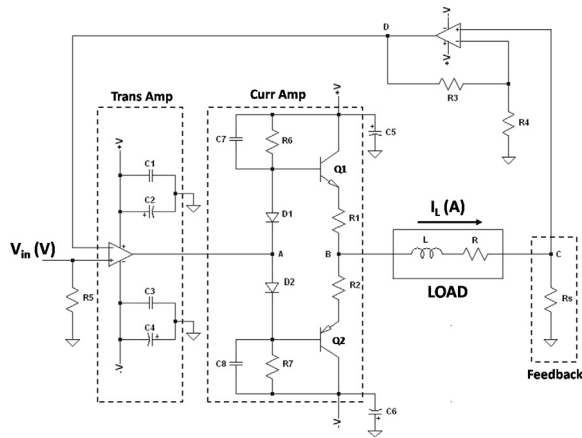 D
-V
+V
R3
R4
Trans Amp
Curr Amp
+V
+V
C7
R6
C5
C1
C2
Q1
D1
R1
I_L (A)
V_in (V)
A
B
L
R
C
LOAD
D2
R2
R5
C3
C4
Rs
Q2
C8
R7
Feedback
-V
C6
-V